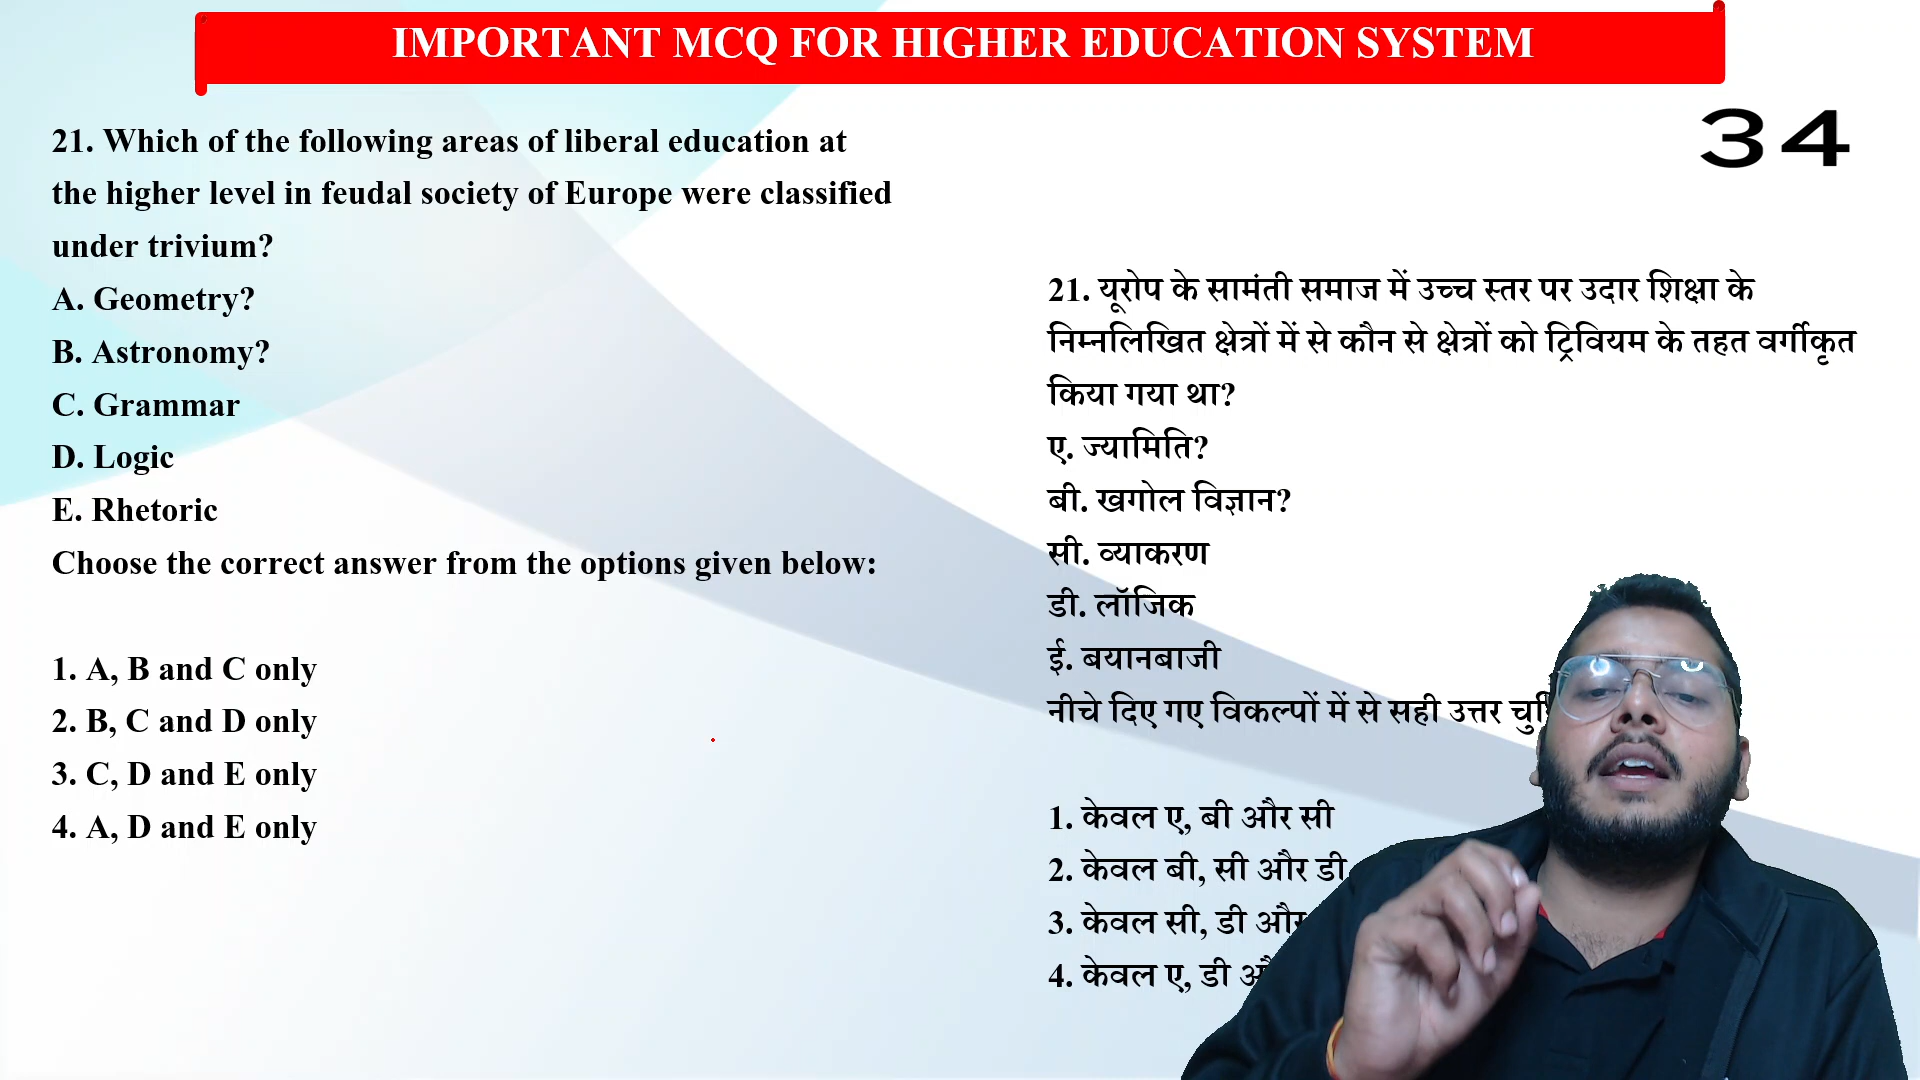 IMPORTANT MCQ FOR HIGHER EDUCATION SYSTEM
34
21. Which of the following areas of liberal education at
the higher level in feudal society of Europe were classified
under trivium?
A. Geometry?
B. Astronomy?
C. Grammar
D. Logic
E. Rhetoric
Choose the correct answer from the options given below:
1. A, B and C only
2. B, C and D only
3. C, D and E only
4. A, D and E only
21. यूरोप के सामंती समाज में उच्च स्तर पर उदार शिक्षा के
निम्नलिखित क्षेत्रों में से कौन से क्षेत्रों को ट्रिवियम के तहत वर्गीकृत
किया गया था?
ए. ज्यामिति?
बी. खगोल विज्ञान?
सी. व्याकरण
डी. लॉजिक
ई. बयानबाजी
नीचे दिए गए विकल्पों में से सही उत्तर
1. केवल ए, बी और सी
2. केवल बी, सी और डी
3. केवल सी, डी और
4. केवल ए, डी